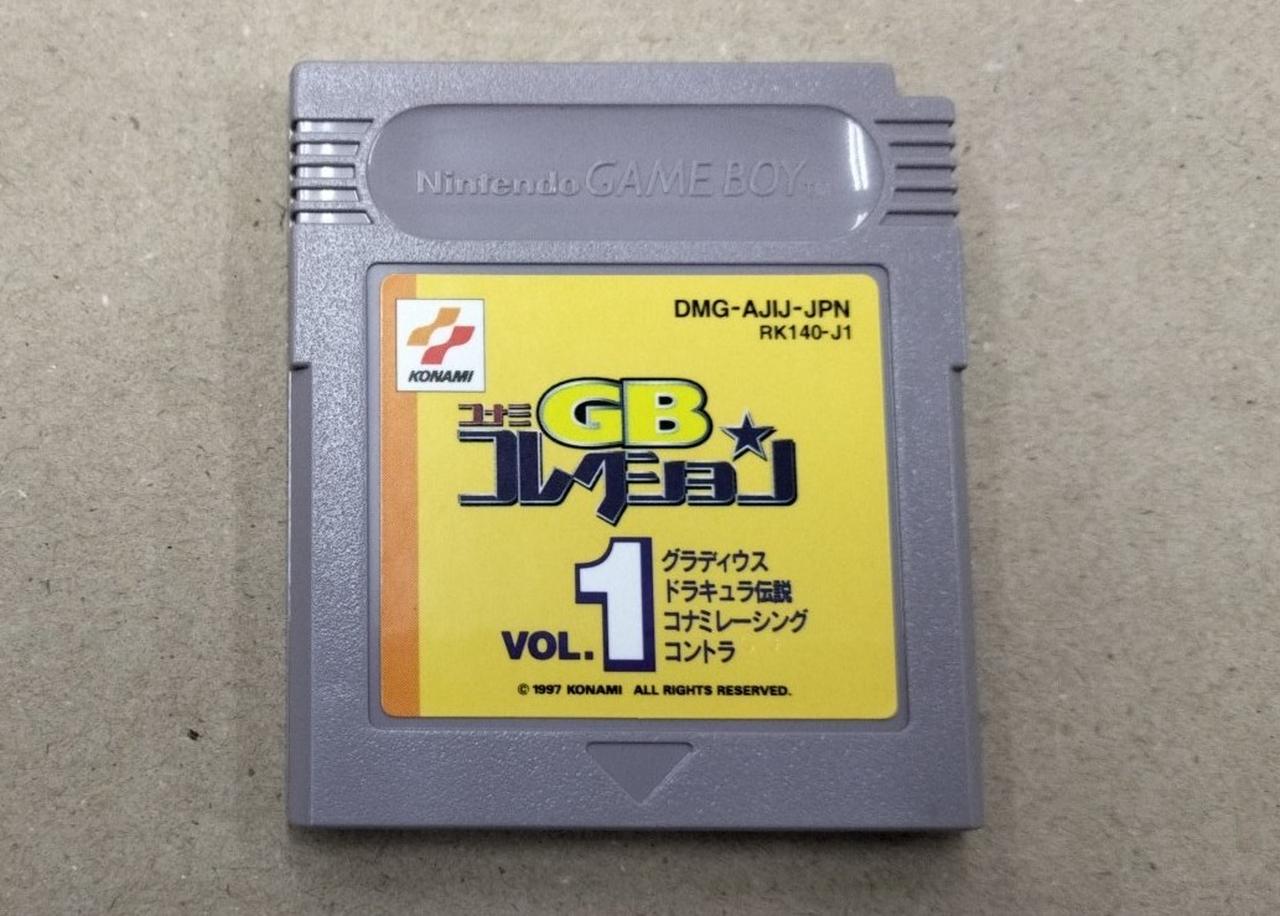 Nintendo GAME BOY™
KONAMI
DMG-AJIJ-JPN
RK140-J1
コナミ GB
コレクション
VOL.1
グラディウス
ドラキュラ伝説
コナミレーシング
コントラ
© 1997 KONAMI ALL RIGHTS RESERVED.